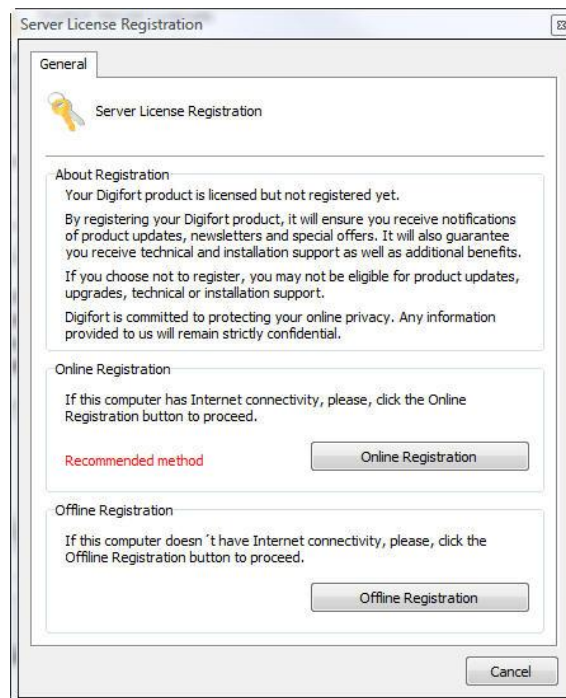 Server License Registration
General
Server License Registration
About Registration
Your Digifort product is licensed but not registered yet.
By registering your Digifort product, it will ensure you receive notifications
of product updates, newsletters and special offers. It will also guarantee
you receive technical and installation support as well as additional benefits.
If you choose not to register, you may not be eligible for product updates,
upgrades, technical or installation support.
Digifort is committed to protecting your online privacy. Any information
provided to us will remain strictly confidential.
Online Registration
If this computer has Internet connectivity, please, click the Online
Registration button to proceed.
Recommended method
Online Registration
Offline Registration
If this computer doesn ´t have Internet connectivity, please, click the
Offiline Registration button to proceed.
Offline Registration
Cancel